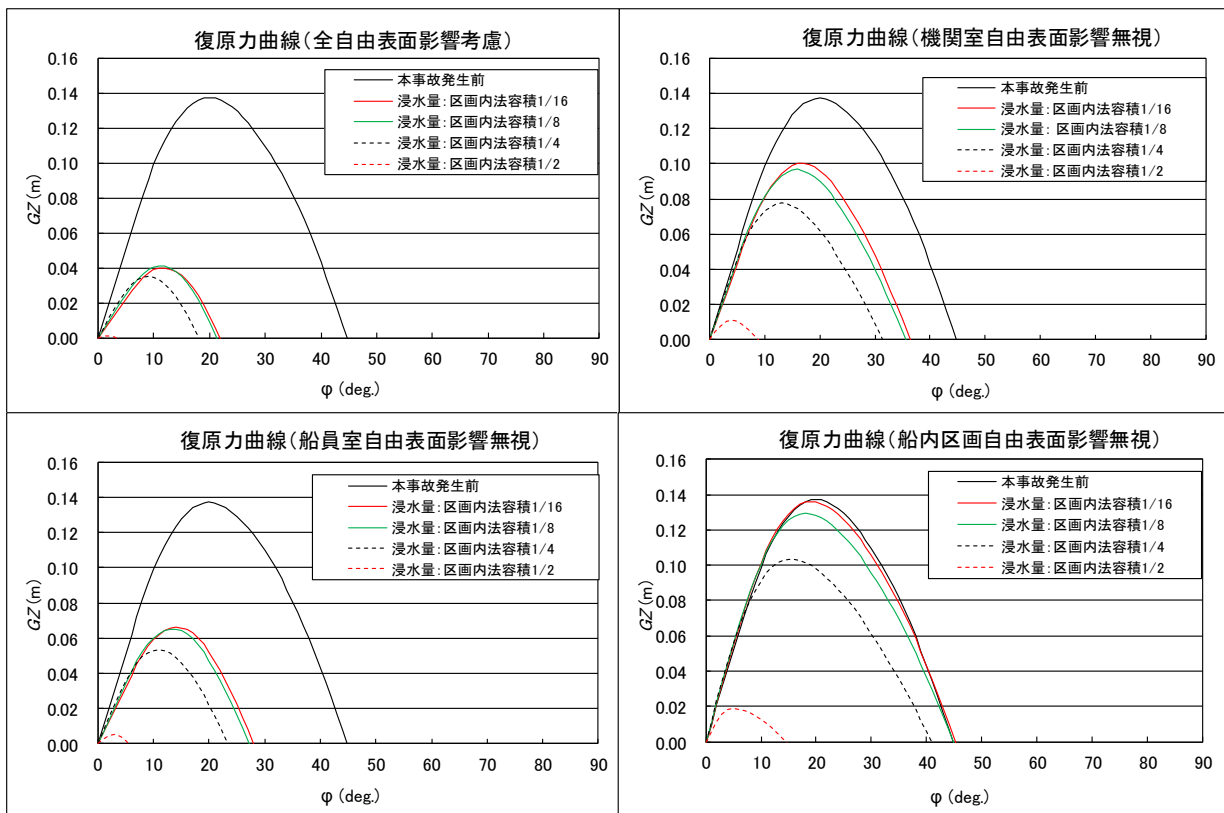 復原力曲線(全自由表面影響考慮)
0.16
0.14
0.12
0.10
0.08
0.06
0.04
0.02
0.00
GZ(m)
本事故発生前
浸水量:区画内法容積1/16
浸水量:区画内法容積1/8
浸水量:区画内法容積1/4
浸水量:区画内法容積1/2
0 10 20 30 40 50 60 70 80 90
φ (deg.)
復原力曲線(機関室自由表面影響無視)
0.16
0.14
0.12
0.10
0.08
0.06
0.04
0.02
0.00
GZ(m)
本事故発生前
浸水量:区画内法容積1/16
浸水量: 区画内法容積1/8
浸水量:区画内法容積1/4
浸水量:区画内法容積1/2
0 10 20 30 40 50 60 70 80 90
φ (deg.)
復原力曲線(船員室自由表面影響無視)
0.16
0.14
0.12
0.10
0.08
0.06
0.04
0.02
0.00
GZ(m)
本事故発生前
浸水量:区画内法容積1/16
浸水量:区画内法容積1/8
浸水量:区画内法容積1/4
浸水量:区画内法容積1/2
0 10 20 30 40 50 60 70 80 90
φ (deg.)
復原力曲線(船内区画自由表面影響無視)
0.16
0.14
0.12
0.10
0.08
0.06
0.04
0.02
0.00
GZ(m)
本事故発生前
浸水量:区画内法容積1/16
浸水量:区画内法容積1/8
浸水量:区画内法容積1/4
浸水量:区画内法容積1/2
0 10 20 30 40 50 60 70 80 90
φ (deg.)